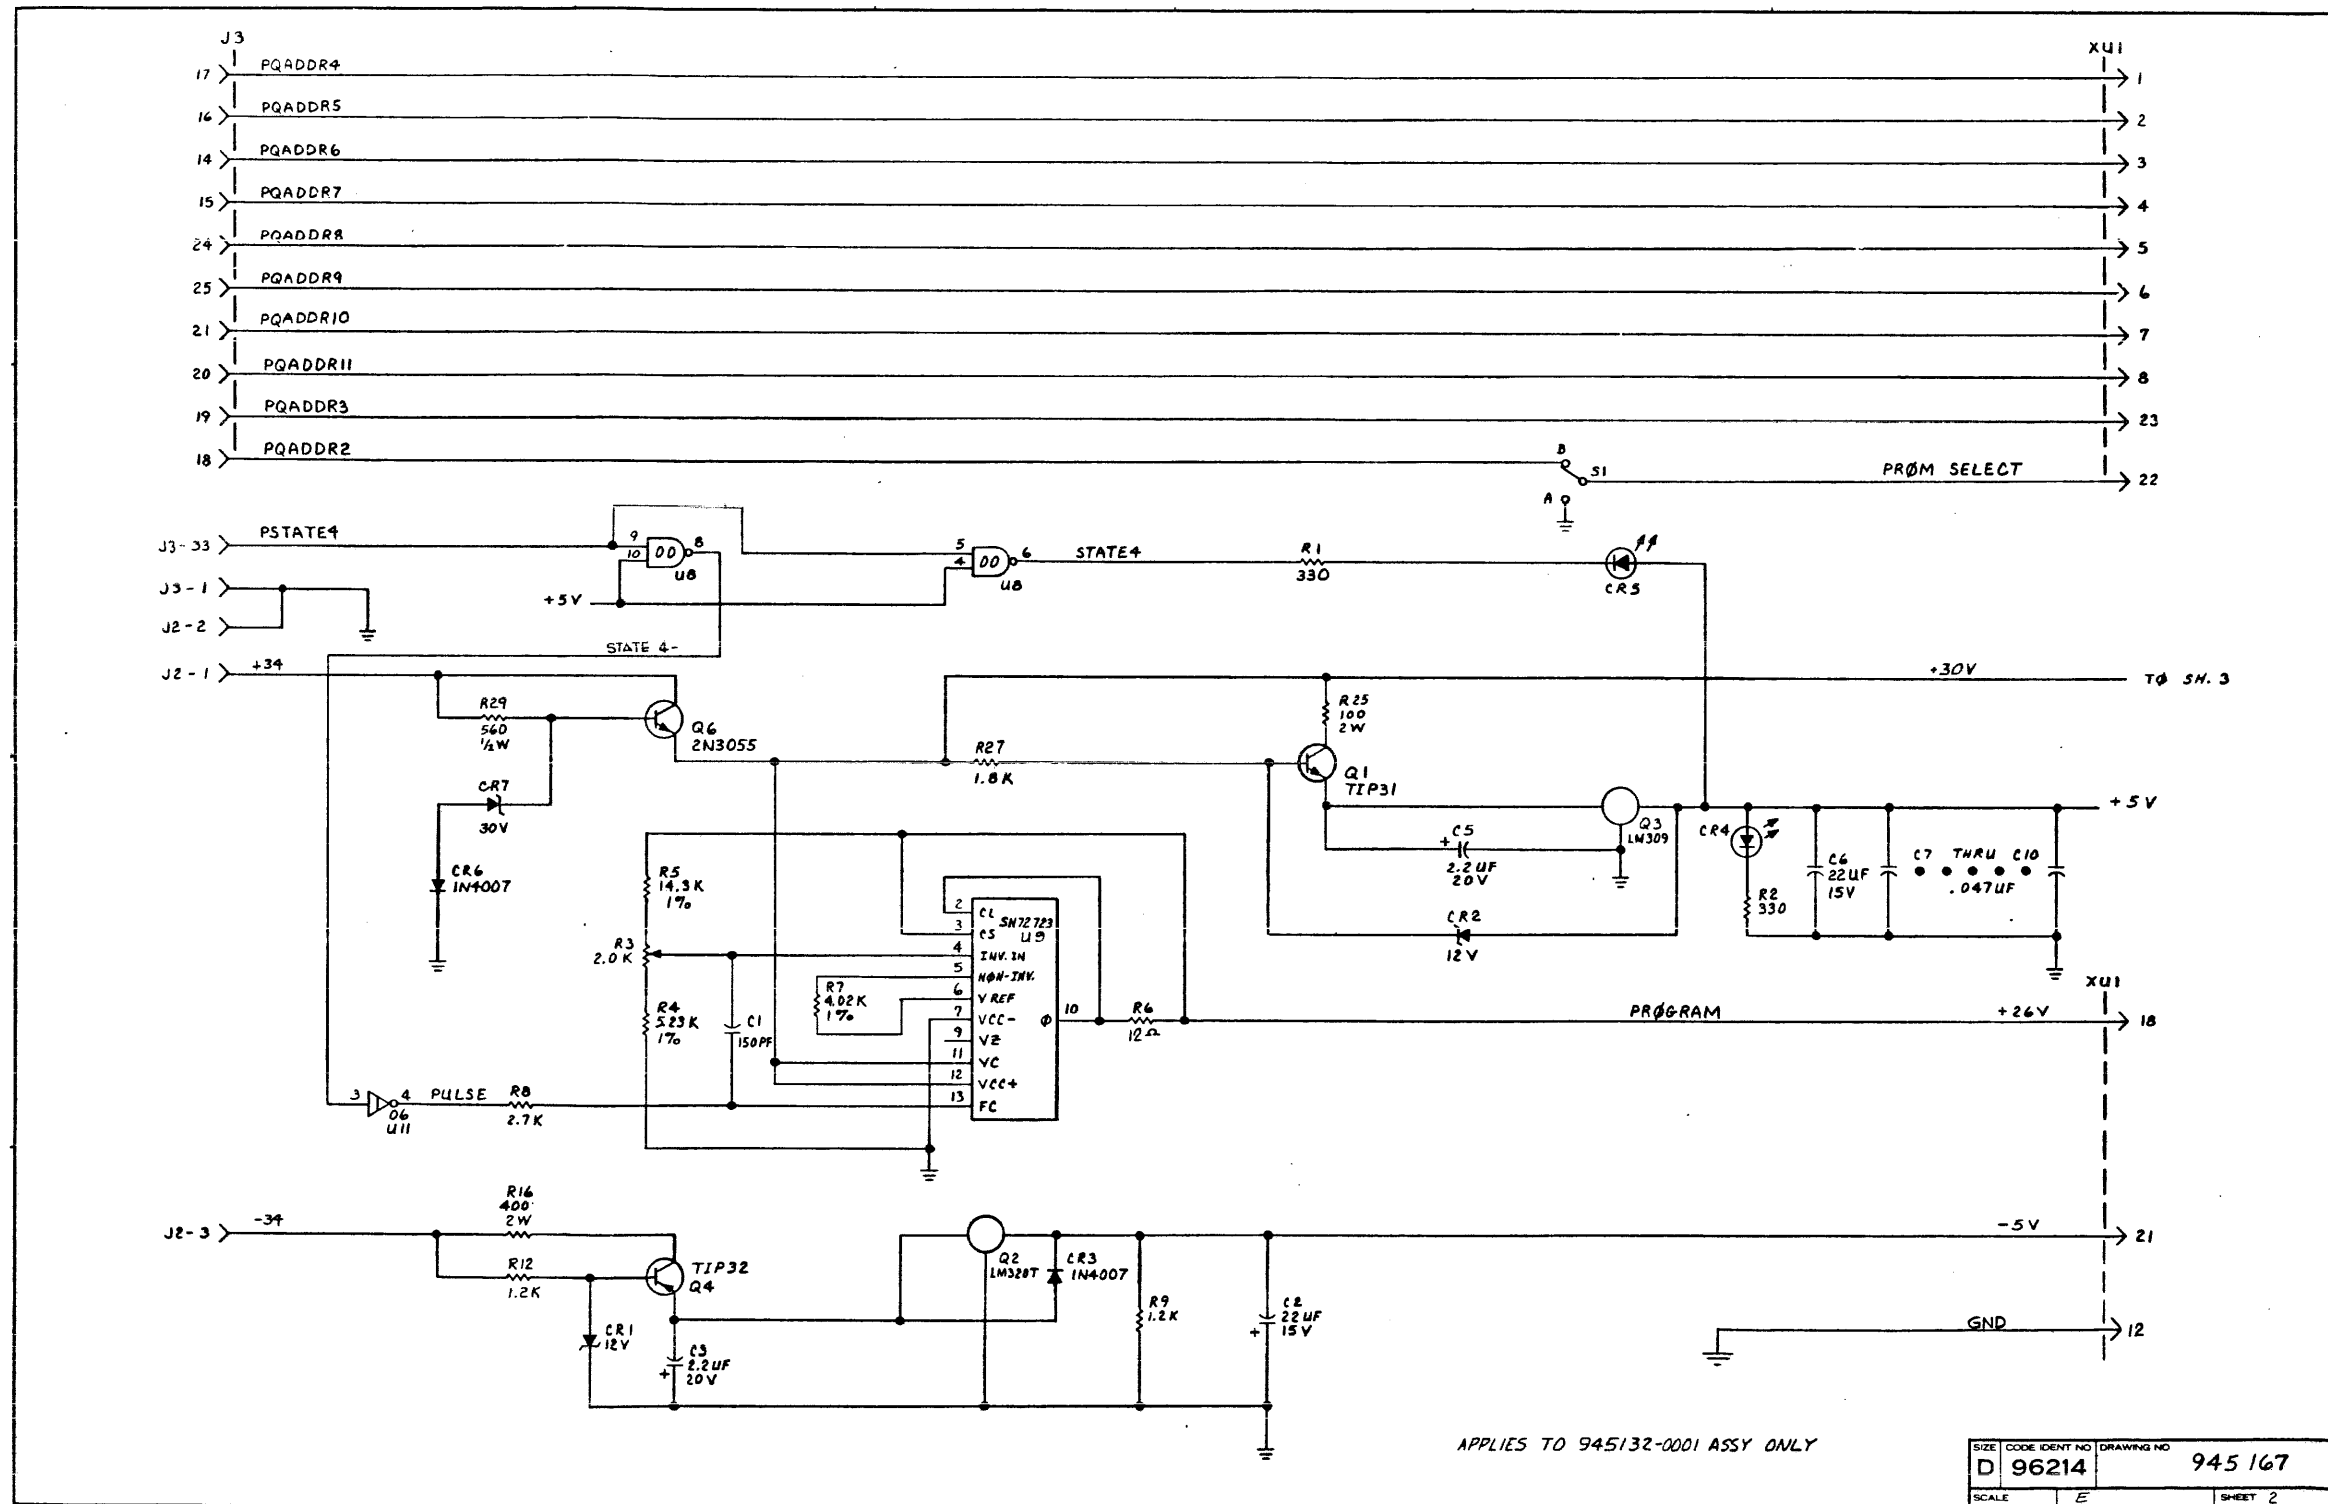 J3
XU1
17 PQADDR4 1
16 PQADDR5 2
14 PQADDR6 3
15 PQADDR7 4
24 PQADDR8 5
25 PQADDR9 6
21 PQADDR10 7
20 PQADDR11 8
19 PQADDR3 23
18 PQADDR2
B
S1
A
PRØM SELECT 22
J3-33 PSTATE4
9
10
00
8
U8
5
4
00
6
U8
STATE4
R1
330
CR5
J3-1
+5V
J2-2
STATE 4-
J2-1 +34
+30V
TØ SH. 3
R29
560
1/2W
Q6
2N3055
R27
1.8K
R25
100
2W
Q1
TIP31
CR7
30V
CR6
1N4007
Q3
LM309
+5V
C5
+
2.2UF
20V
CR4
R2
330
C6
22UF
15V
C7 THRU C10
.047UF
CR2
12V
R5
14.3K
1%
R3
2.0K
R4
5.23K
1%
C1
150PF
R7
4.02K
1%
SN72723
U9
2 CL
3 CS
4 INV. IN
5 NØN-INV.
6 V REF
7 VCC-
9 VZ
11 VC
12 VCC+
13 FC
Ø 10
R6
12Ω
XU1
PRØGRAM +26V 18
3
4
06
U11
PULSE
R8
2.7K
J2-3 -34
R16
400
2W
R12
1.2K
TIP32
Q4
CR1
12V
C3
2.2UF
20V
+
Q2
LM320T
CR3
1N4007
R9
1.2K
C2
22UF
15V
+
-5V 21
GND 12
APPLIES TO 945132-0001 ASSY ONLY
SIZE CODE IDENT NO DRAWING NO
D 96214 945167
SCALE E SHEET 2